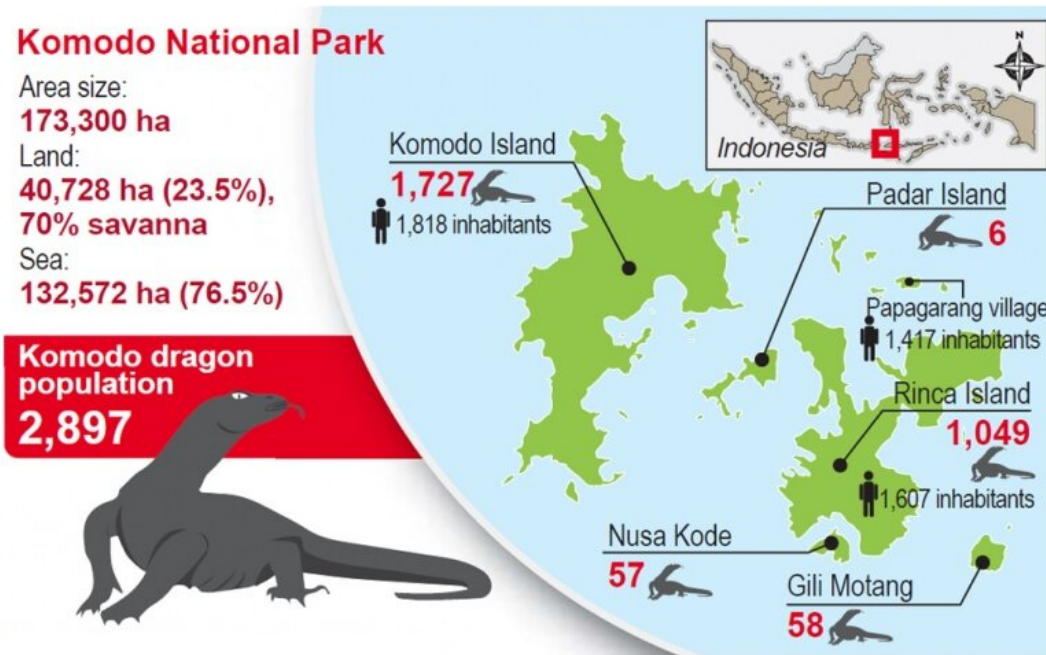 Komodo National Park
Area size:
173,300 ha
Land:
40,728 ha (23.5%),
70% savanna
Sea:
132,572 ha (76.5%)
Komodo dragon
population
2,897
N
Indonesia
Komodo Island
1,727
1,818 inhabitants
Padar Island
6
Papagarang village
1,417 inhabitants
Rinca Island
1,049
1,607 inhabitants
Nusa Kode
57
Gili Motang
58